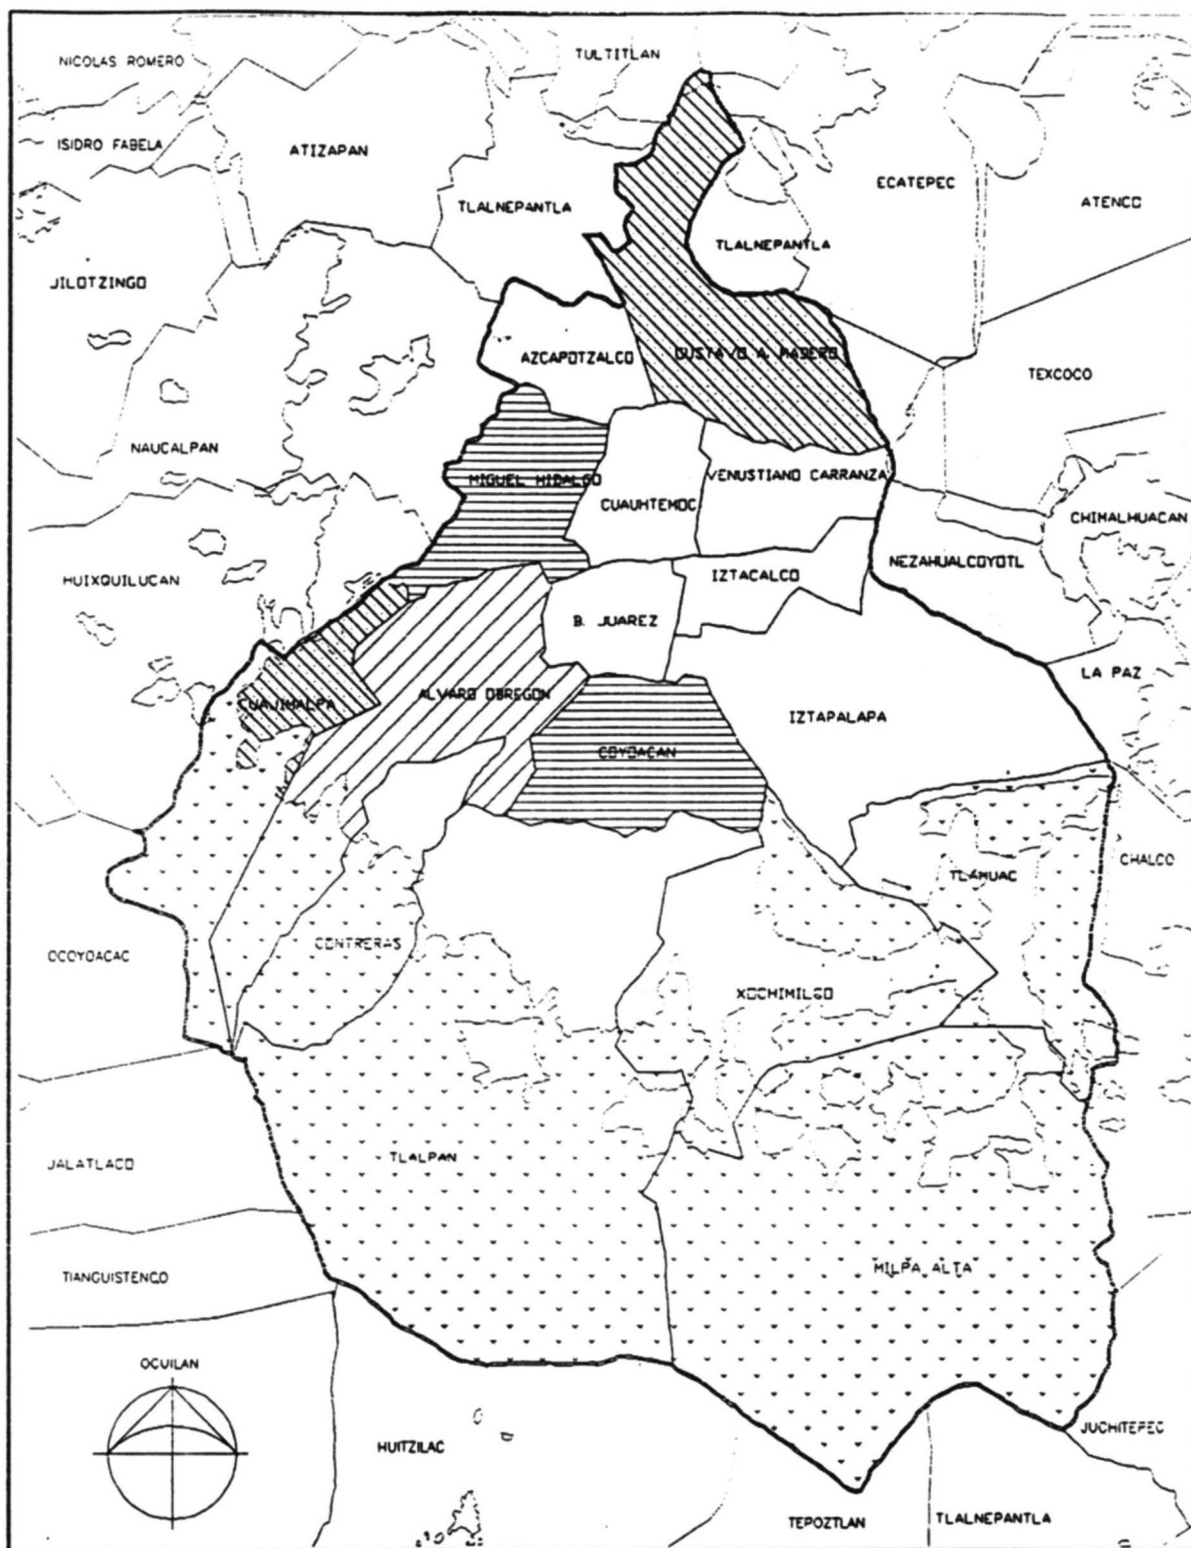 TULTITLAN
NICOLAS ROMERO
ISIDRO FABELA
ATIZAPAN
ECATEPEC
ATENCO
TLALNEPANTLA
TLALNEPANTLA
JILOTZINGO
AZCAPOTZALCO
GUSTAVO A. MADERO
TEXCOCO
NAUCALPAN
MIGUEL HIDALGO
VENUSTIANO CARRANZA
CUAUHTEMOC
CHIMALHUACAN
HUIXQUILUCAN
IZTACALCO
NEZAHUALCOYOTL
B. JUAREZ
LA PAZ
CUAJIMALPA
ALVARO OBREGON
IZTAPALAPA
COYOACAN
CHALCO
TLAHUAC
CONTRERAS
OCOYOACAC
XOCHIMILCO
TLALPAN
JALATLACO
MILPA ALTA
TIANGUISTENCO
OCUILAN
JUCHITEPEC
HUITZILAC
TEPOZTLAN
TLALNEPANTLA